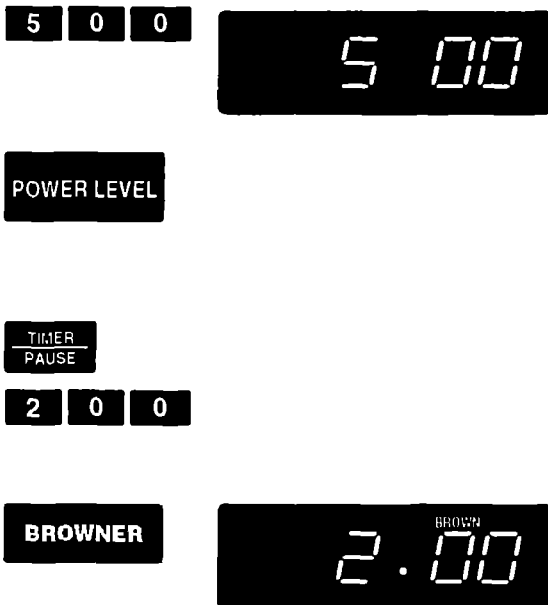 5 0 0
5 00
POWER LEVEL
TIMER
PAUSE
2 0 0
BROWNER
BROWN
2.00